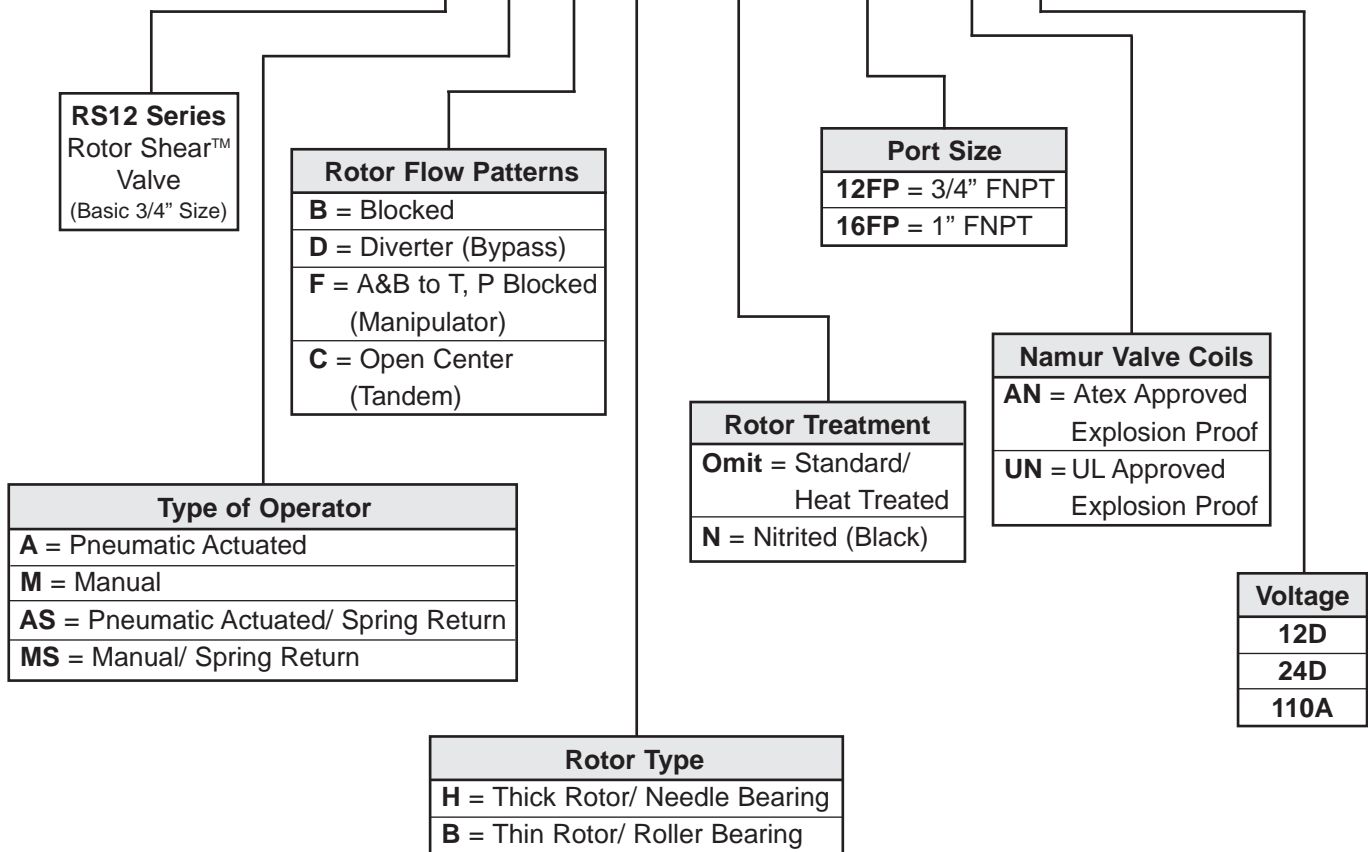 RS12 Series
Rotor Shear™
Valve
(Basic 3/4” Size)
Rotor Flow Patterns
B = Blocked
D = Diverter (Bypass)
F = A&B to T, P Blocked
(Manipulator)
C = Open Center
(Tandem)
Port Size
12FP = 3/4” FNPT
16FP = 1” FNPT
Namur Valve Coils
AN = Atex Approved
Explosion Proof
UN = UL Approved
Explosion Proof
Rotor Treatment
Omit = Standard/
Heat Treated
N = Nitrited (Black)
Type of Operator
A = Pneumatic Actuated
M = Manual
AS = Pneumatic Actuated/ Spring Return
MS = Manual/ Spring Return
Voltage
12D
24D
110A
Rotor Type
H = Thick Rotor/ Needle Bearing
B = Thin Rotor/ Roller Bearing